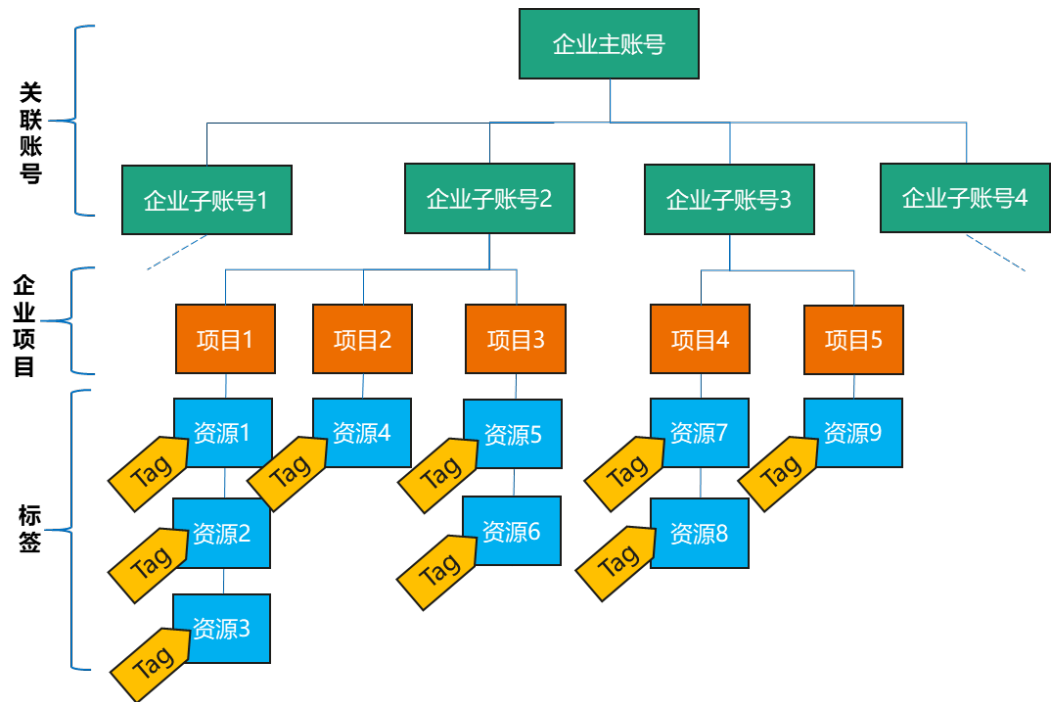 企业主账号
关联账号
企业子账号1
企业子账号2
企业子账号3
企业子账号4
企业项目
项目1
项目2
项目3
项目4
项目5
标签
资源1
资源4
资源5
资源7
资源9
Tag
Tag
Tag
Tag
Tag
资源2
资源6
资源8
Tag
Tag
Tag
资源3
Tag